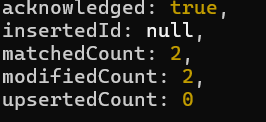 acknowledged: true,
insertedId: null,
matchedCount: 2,
modifiedCount: 2,
upsertedCount: 0